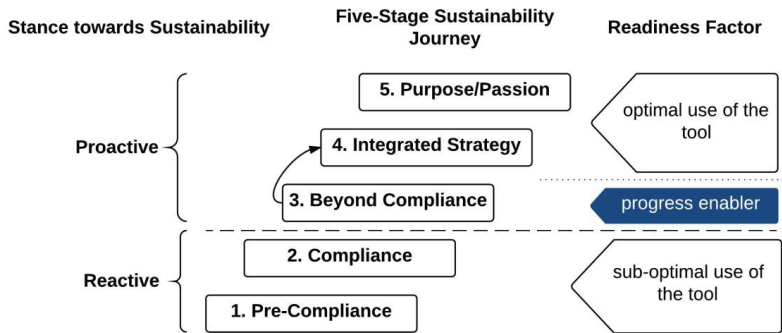 Stance towards Sustainability
Five-Stage Sustainability
Journey
Readiness Factor
5. Purpose/Passion
optimal use of the
tool
Proactive
4. Integrated Strategy
3. Beyond Compliance
progress enabler
2. Compliance
Reactive
sub-optimal use of
the tool
1. Pre-Compliance